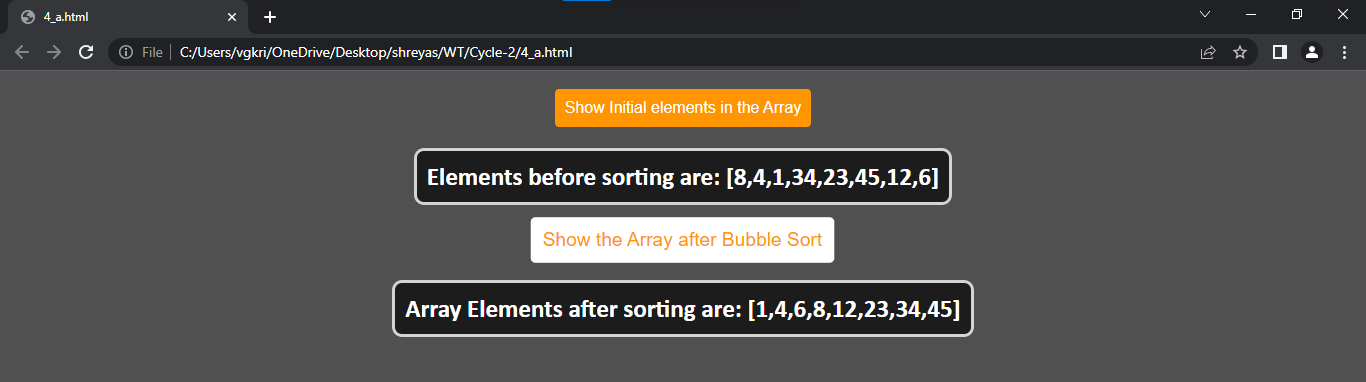 4_a.html
File
C:/Users/vgkri/OneDrive/Desktop/shreyas/WT/Cycle-2/4_a.html
Show Initial elements in the Array
Elements before sorting are: [8,4,1,34,23,45,12,6]
Show the Array after Bubble Sort
Array Elements after sorting are: [1,4,6,8,12,23,34,45]